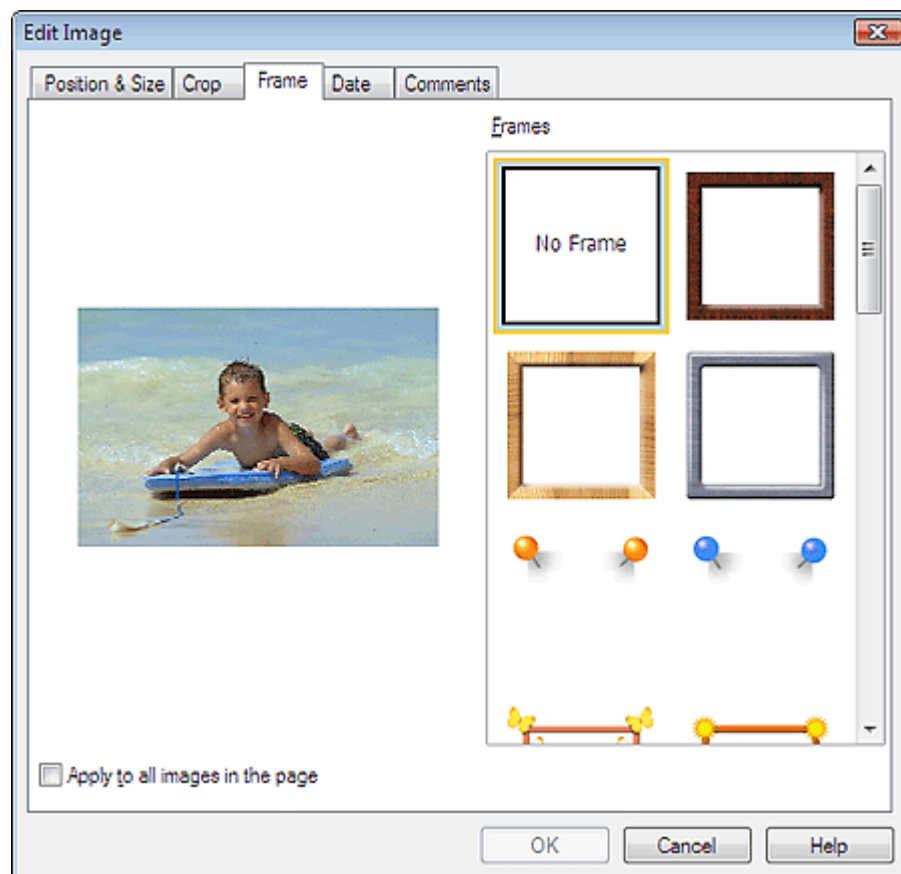 Edit Image
Position & Size Crop Frame Date Comments
Frames
No Frame
Apply to all images in the page
OK Cancel Help